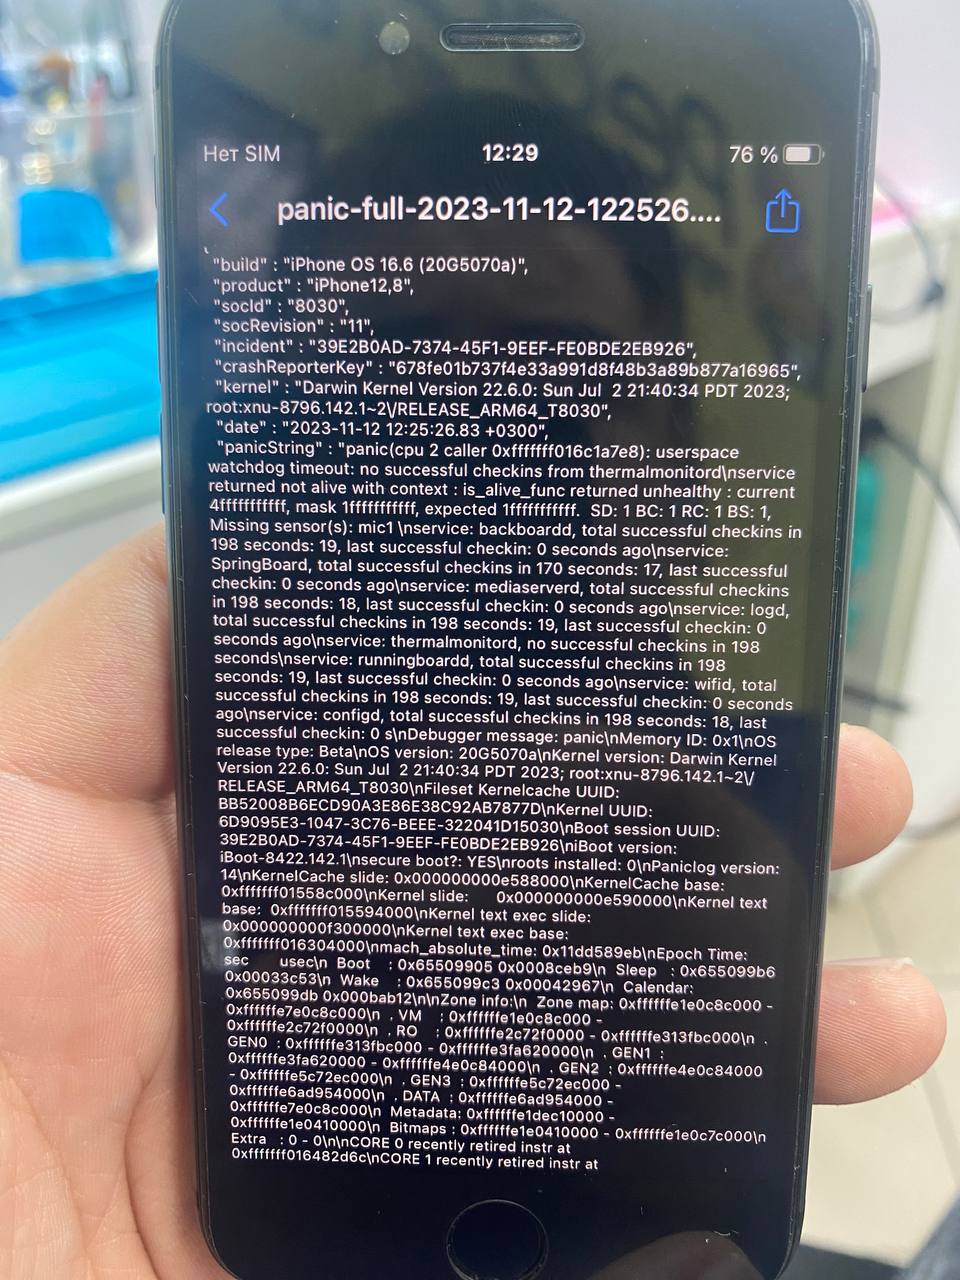 Нет SIM
12:29
76 %
panic-full-2023-11-12-122526....
"build" : "iPhone OS 16.6 (20G5070a)",
"product" : "iPhone12,8",
"socId" : "8030",
"socRevision" : "11",
"incident" : "39E2B0AD-7374-45F1-9EEF-FE0BDE2EB926",
"crashReporterKey" : "678fe01b737f4e33a991d8f48b3a89b877a16965",
"kernel" : "Darwin Kernel Version 22.6.0: Sun Jul 2 21:40:34 PDT 2023;
root:xnu-8796.142.1~2\/RELEASE_ARM64_T8030",
"date" : "2023-11-12 12:25:26.83 +0300",
"panicString" : "panic(cpu 2 caller 0xfffffff016c1a7e8): userspace
watchdog timeout: no successful checkins from thermalmonitord\nservice
returned not alive with context : is_alive_func returned unhealthy : current
4fffffffffff, mask 1fffffffffff, expected 1fffffffffff. SD: 1 BC: 1 RC: 1 BS: 1,
Missing sensor(s): mic1 \nservice: backboardd, total successful checkins in
198 seconds: 19, last successful checkin: 0 seconds ago\nservice:
SpringBoard, total successful checkins in 170 seconds: 17, last successful
checkin: 0 seconds ago\nservice: mediaserverd, total successful checkins
in 198 seconds: 18, last successful checkin: 0 seconds ago\nservice: logd,
total successful checkins in 198 seconds: 19, last successful checkin: 0
seconds ago\nservice: thermalmonitord, no successful checkins in 198
seconds\nservice: runningboardd, total successful checkins in 198
seconds: 19, last successful checkin: 0 seconds ago\nservice: wifid, total
successful checkins in 198 seconds: 19, last successful checkin: 0 seconds
ago\nservice: configd, total successful checkins in 198 seconds: 18, last
successful checkin: 0 s\nDebugger message: panic\nMemory ID: 0x1\nOS
release type: Beta\nOS version: 20G5070a\nKernel version: Darwin Kernel
Version 22.6.0: Sun Jul 2 21:40:34 PDT 2023; root:xnu-8796.142.1~2\/
RELEASE_ARM64_T8030\nFileset Kernelcache UUID:
BB52008B6ECD90A3E86E38C92AB7877D\nKernel UUID:
6D9095E3-1047-3C76-BEEE-322041D15030\nBoot session UUID:
39E2B0AD-7374-45F1-9EEF-FE0BDE2EB926\niBoot version:
iBoot-8422.142.1\nsecure boot?: YES\nroots installed: 0\nPaniclog version:
14\nKernelCache slide: 0x000000000e588000\nKernelCache base:
0xfffffff01558c000\nKernel slide: 0x000000000e590000\nKernel text
base: 0xfffffff015594000\nKernel text exec slide:
0x000000000f300000\nKernel text exec base:
0xfffffff016304000\nmach_absolute_time: 0x11dd589eb\nEpoch Time:
sec usec\n Boot : 0x65509905 0x0008ceb9\n Sleep : 0x655099b6
0x00033c53\n Wake : 0x655099c3 0x00042967\n Calendar:
0x655099db 0x000bab12\n\nZone info:\n Zone map: 0xffffffe1e0c8c000 -
0xffffffe7e0c8c000\n . VM : 0xffffffe1e0c8c000 -
0xffffffe2c72f0000\n . RO : 0xffffffe2c72f0000 - 0xffffffe313fbc000\n .
GEN0 : 0xffffffe313fbc000 - 0xffffffe3fa620000\n . GEN1 :
0xffffffe3fa620000 - 0xffffffe4e0c84000\n . GEN2 : 0xffffffe4e0c84000
- 0xffffffe5c72ec000\n . GEN3 : 0xffffffe5c72ec000 -
0xffffffe6ad954000\n . DATA : 0xffffffe6ad954000 -
0xffffffe7e0c8c000\n Metadata: 0xffffffe1dec10000 -
0xffffffe1e0410000\n Bitmaps : 0xffffffe1e0410000 - 0xffffffe1e0c7c000\n
Extra : 0 - 0\n\nCORE 0 recently retired instr at
0xfffffff016482d6c\nCORE 1 recently retired instr at